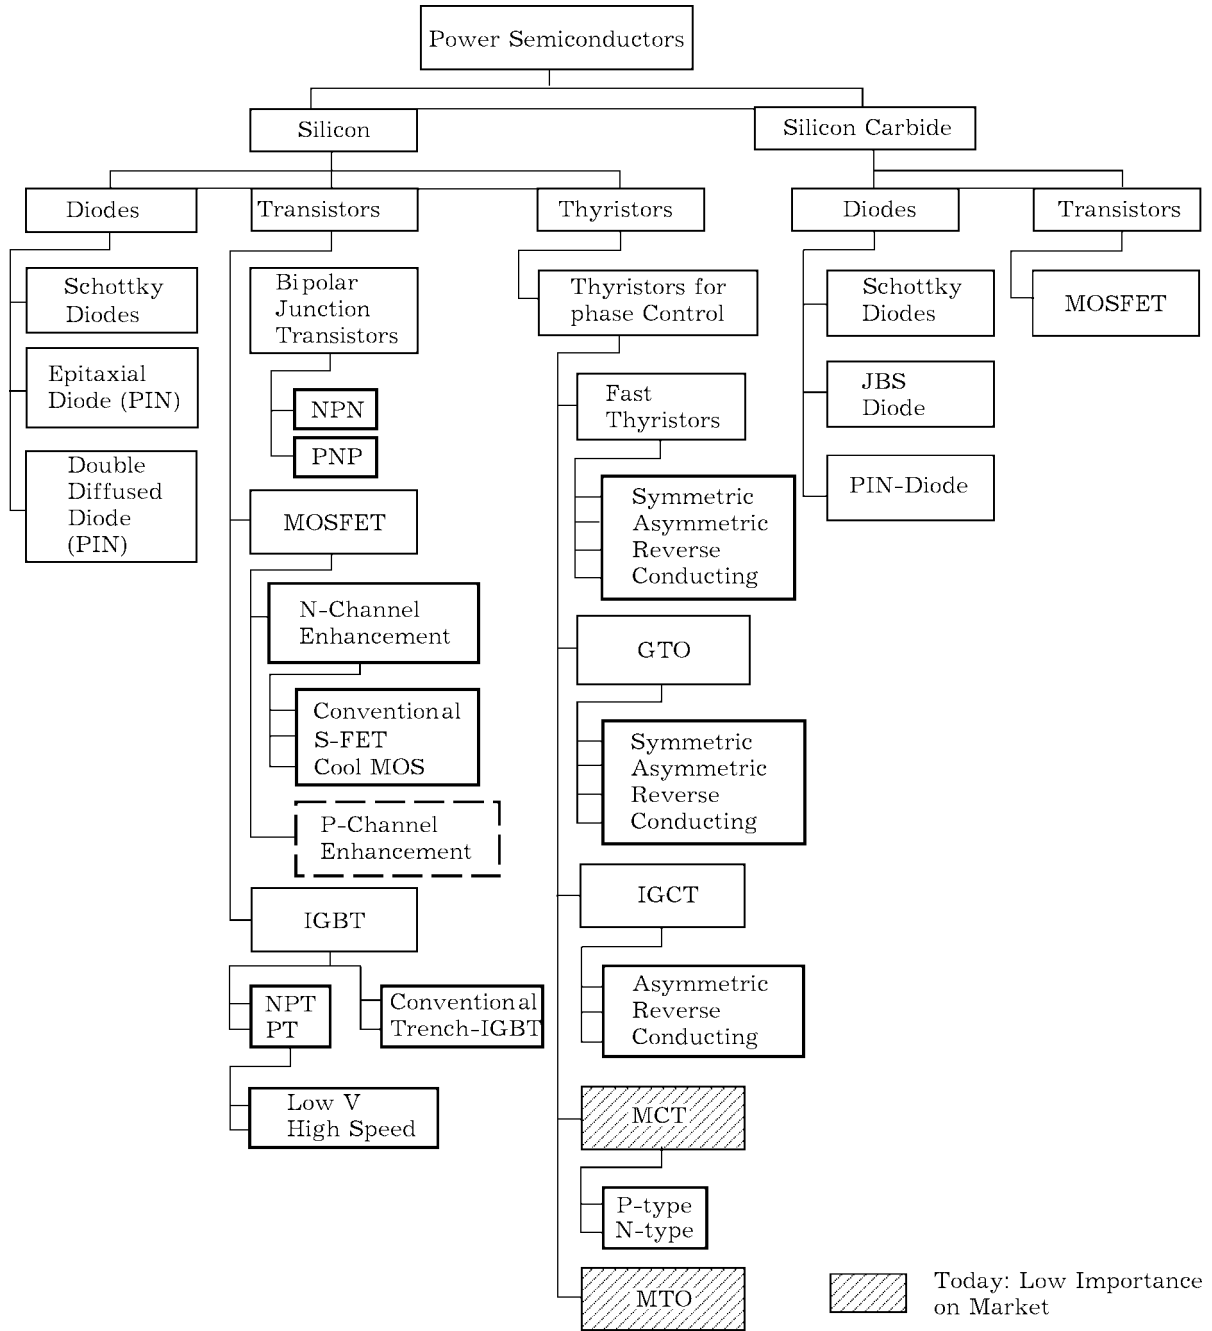 Power Semiconductors
Silicon
Silicon Carbide
Diodes
Transistors
Thyristors
Diodes
Transistors
Schottky
Diodes
Epitaxial
Diode (PIN)
Double
Diffused
Diode
(PIN)
Bipolar
Junction
Transistors
NPN
PNP
MOSFET
N-Channel
Enhancement
Conventional
S-FET
Cool MOS
P-Channel
Enhancement
IGBT
NPT
PT
Conventional
Trench-IGBT
Low V
High Speed
Thyristors for
phase Control
Fast
Thyristors
Symmetric
Asymmetric
Reverse
Conducting
GTO
Symmetric
Asymmetric
Reverse
Conducting
IGCT
Asymmetric
Reverse
Conducting
MCT
P-type
N-type
MTO
Schottky
Diodes
JBS
Diode
PIN-Diode
MOSFET
Today: Low Importance
on Market